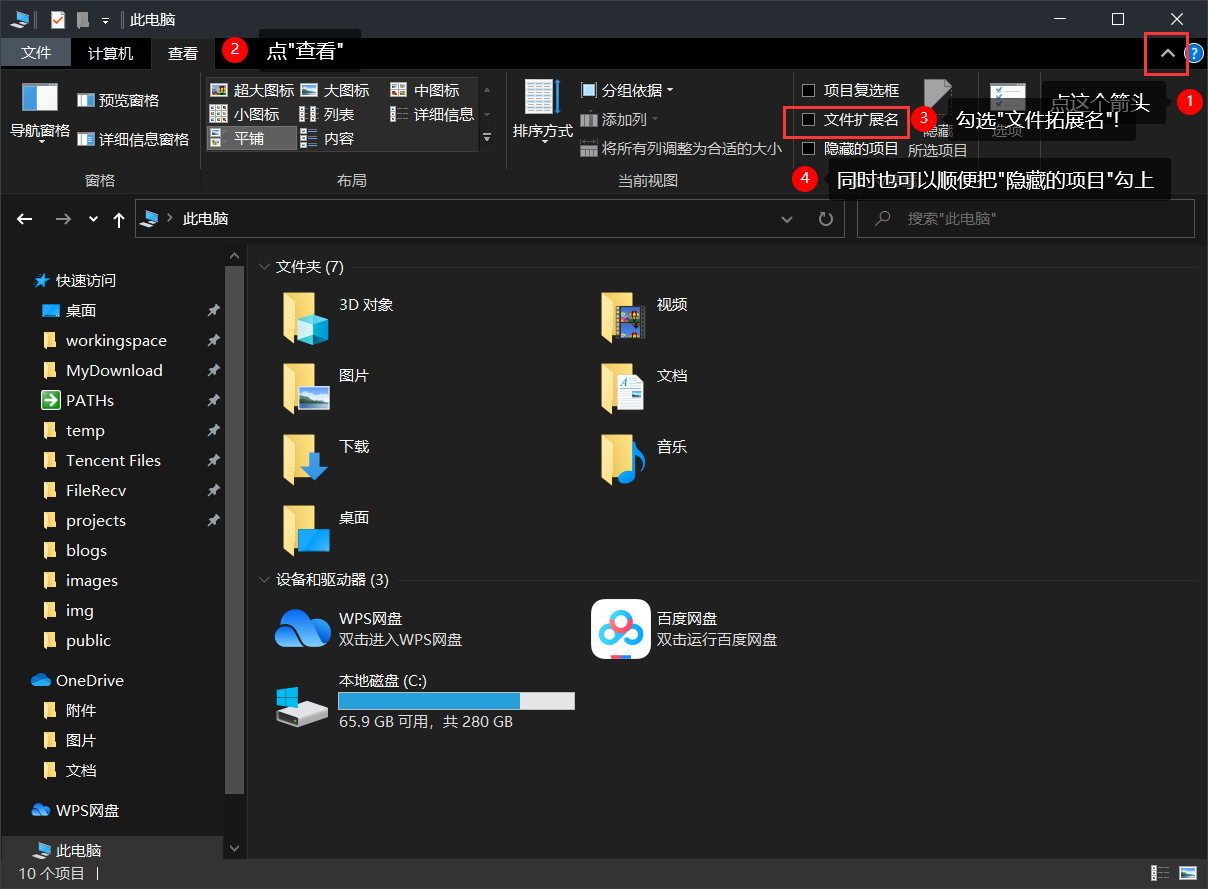 此电脑
文件
计算机
查看
2
点"查看"
?
导航窗格
预览窗格
详细信息窗格
窗格
超大图标
大图标
中图标
小图标
列表
详细信息
平铺
内容
布局
排序方式
分组依据
添加列
将所有列调整为合适的大小
当前视图
项目复选框
文件扩展名
隐藏的项目
隐藏
所选项目
选项
点这个箭头
1
3
勾选"文件拓展名"!
4
同时也可以顺便把"隐藏的项目"勾上
此电脑
搜索"此电脑"
快速访问
桌面
workingspace
MyDownload
PATHs
temp
Tencent Files
FileRecv
projects
blogs
images
img
public
OneDrive
附件
图片
文档
WPS网盘
此电脑
文件夹 (7)
3D 对象
视频
图片
文档
下载
音乐
桌面
设备和驱动器 (3)
WPS网盘
双击进入WPS网盘
百度网盘
双击运行百度网盘
本地磁盘 (C:)
65.9 GB 可用，共 280 GB
10 个项目